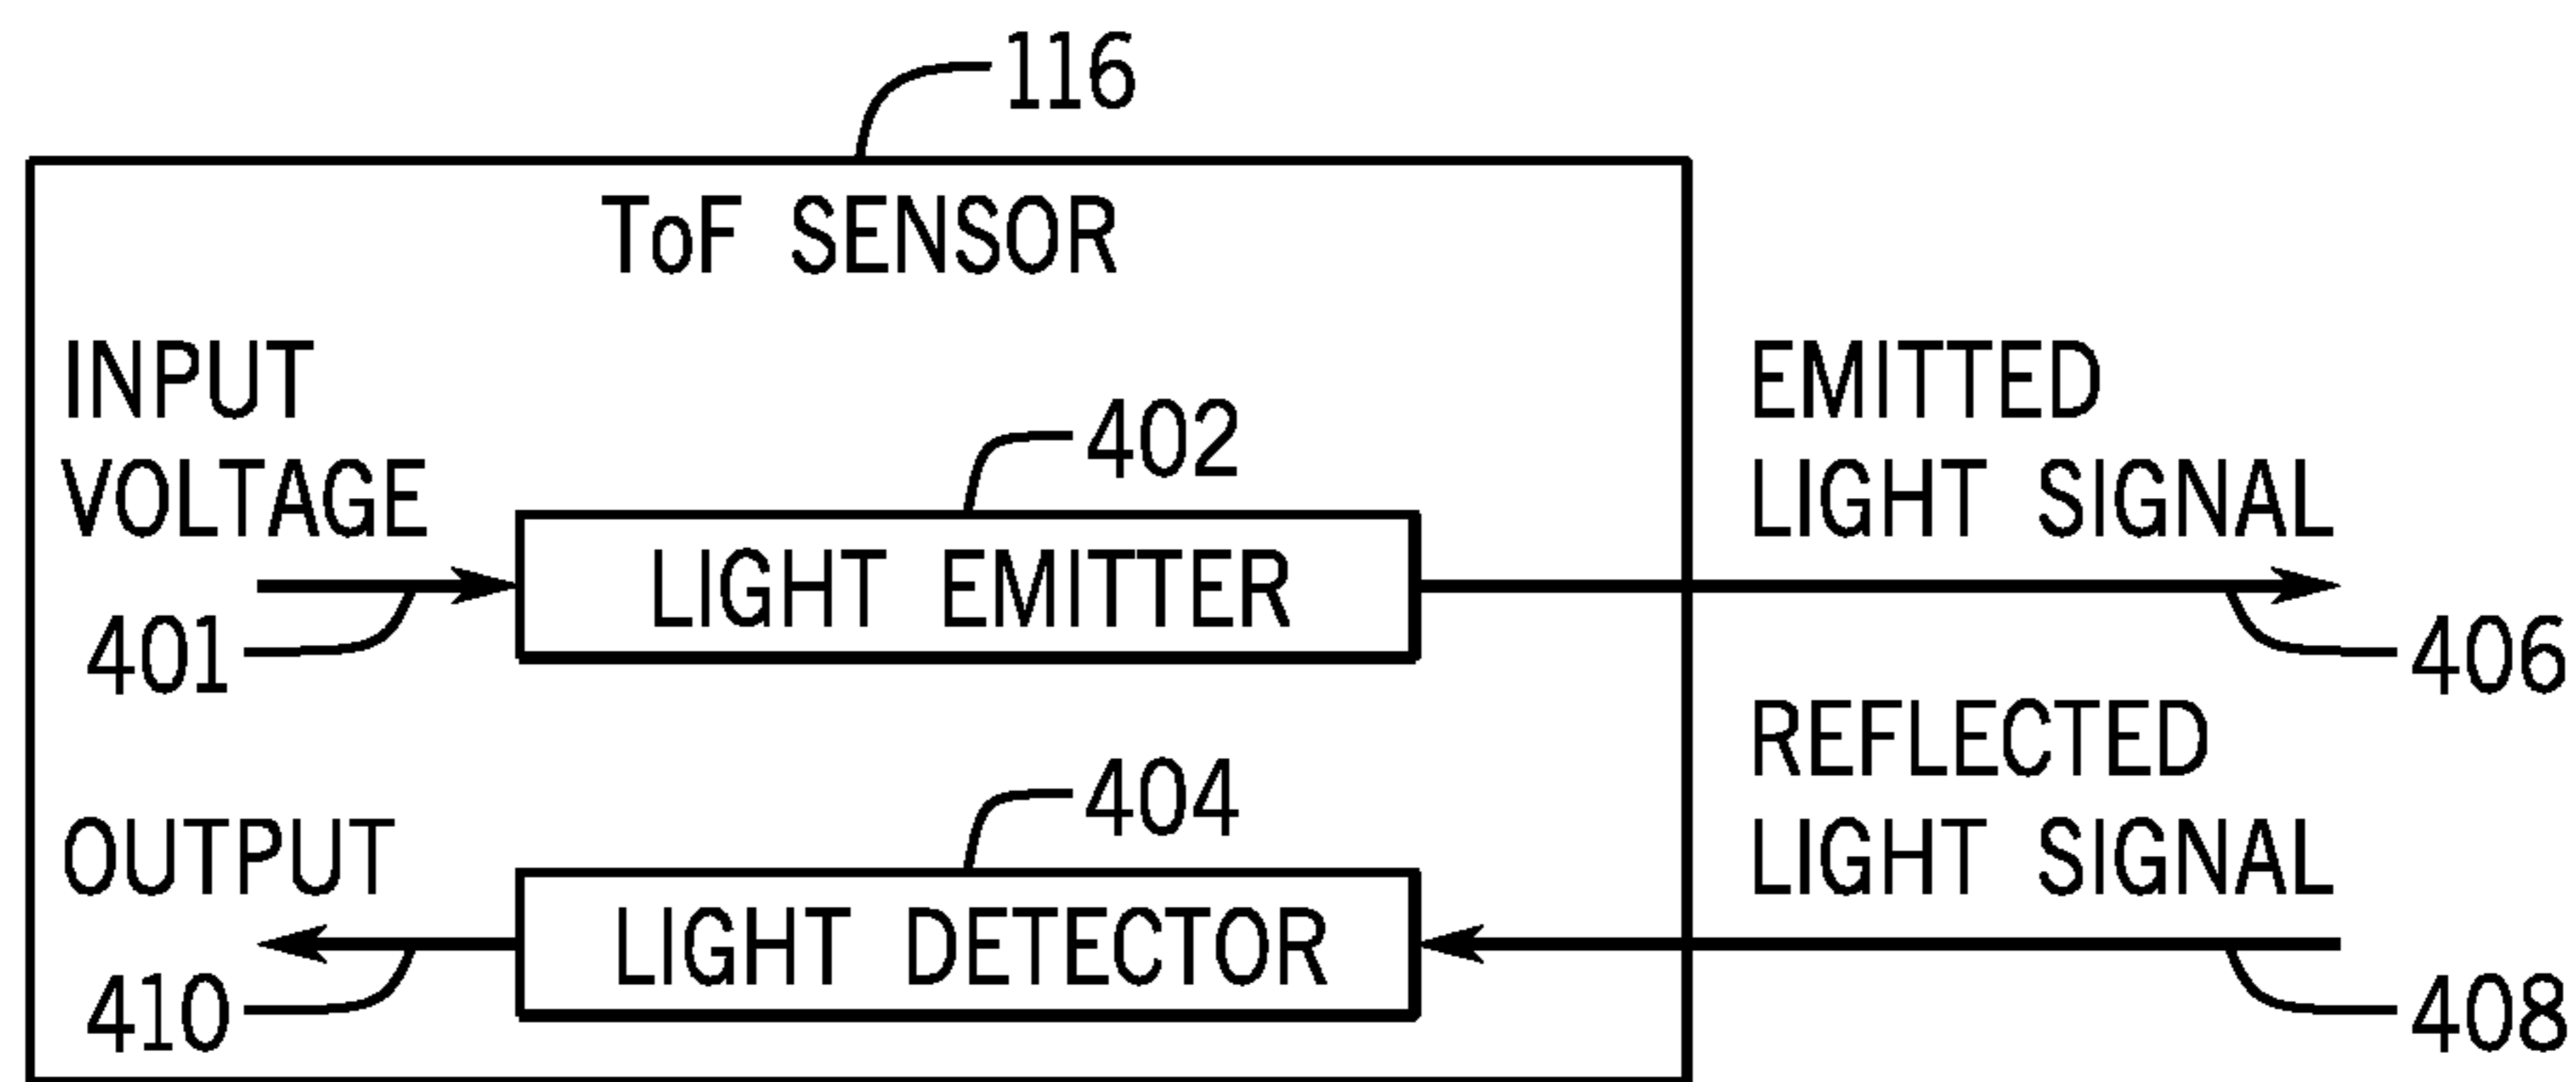 116
ToF SENSOR
INPUT
VOLTAGE
401
402
LIGHT EMITTER
EMITTED
LIGHT SIGNAL
406
OUTPUT
410
404
LIGHT DETECTOR
REFLECTED
LIGHT SIGNAL
408